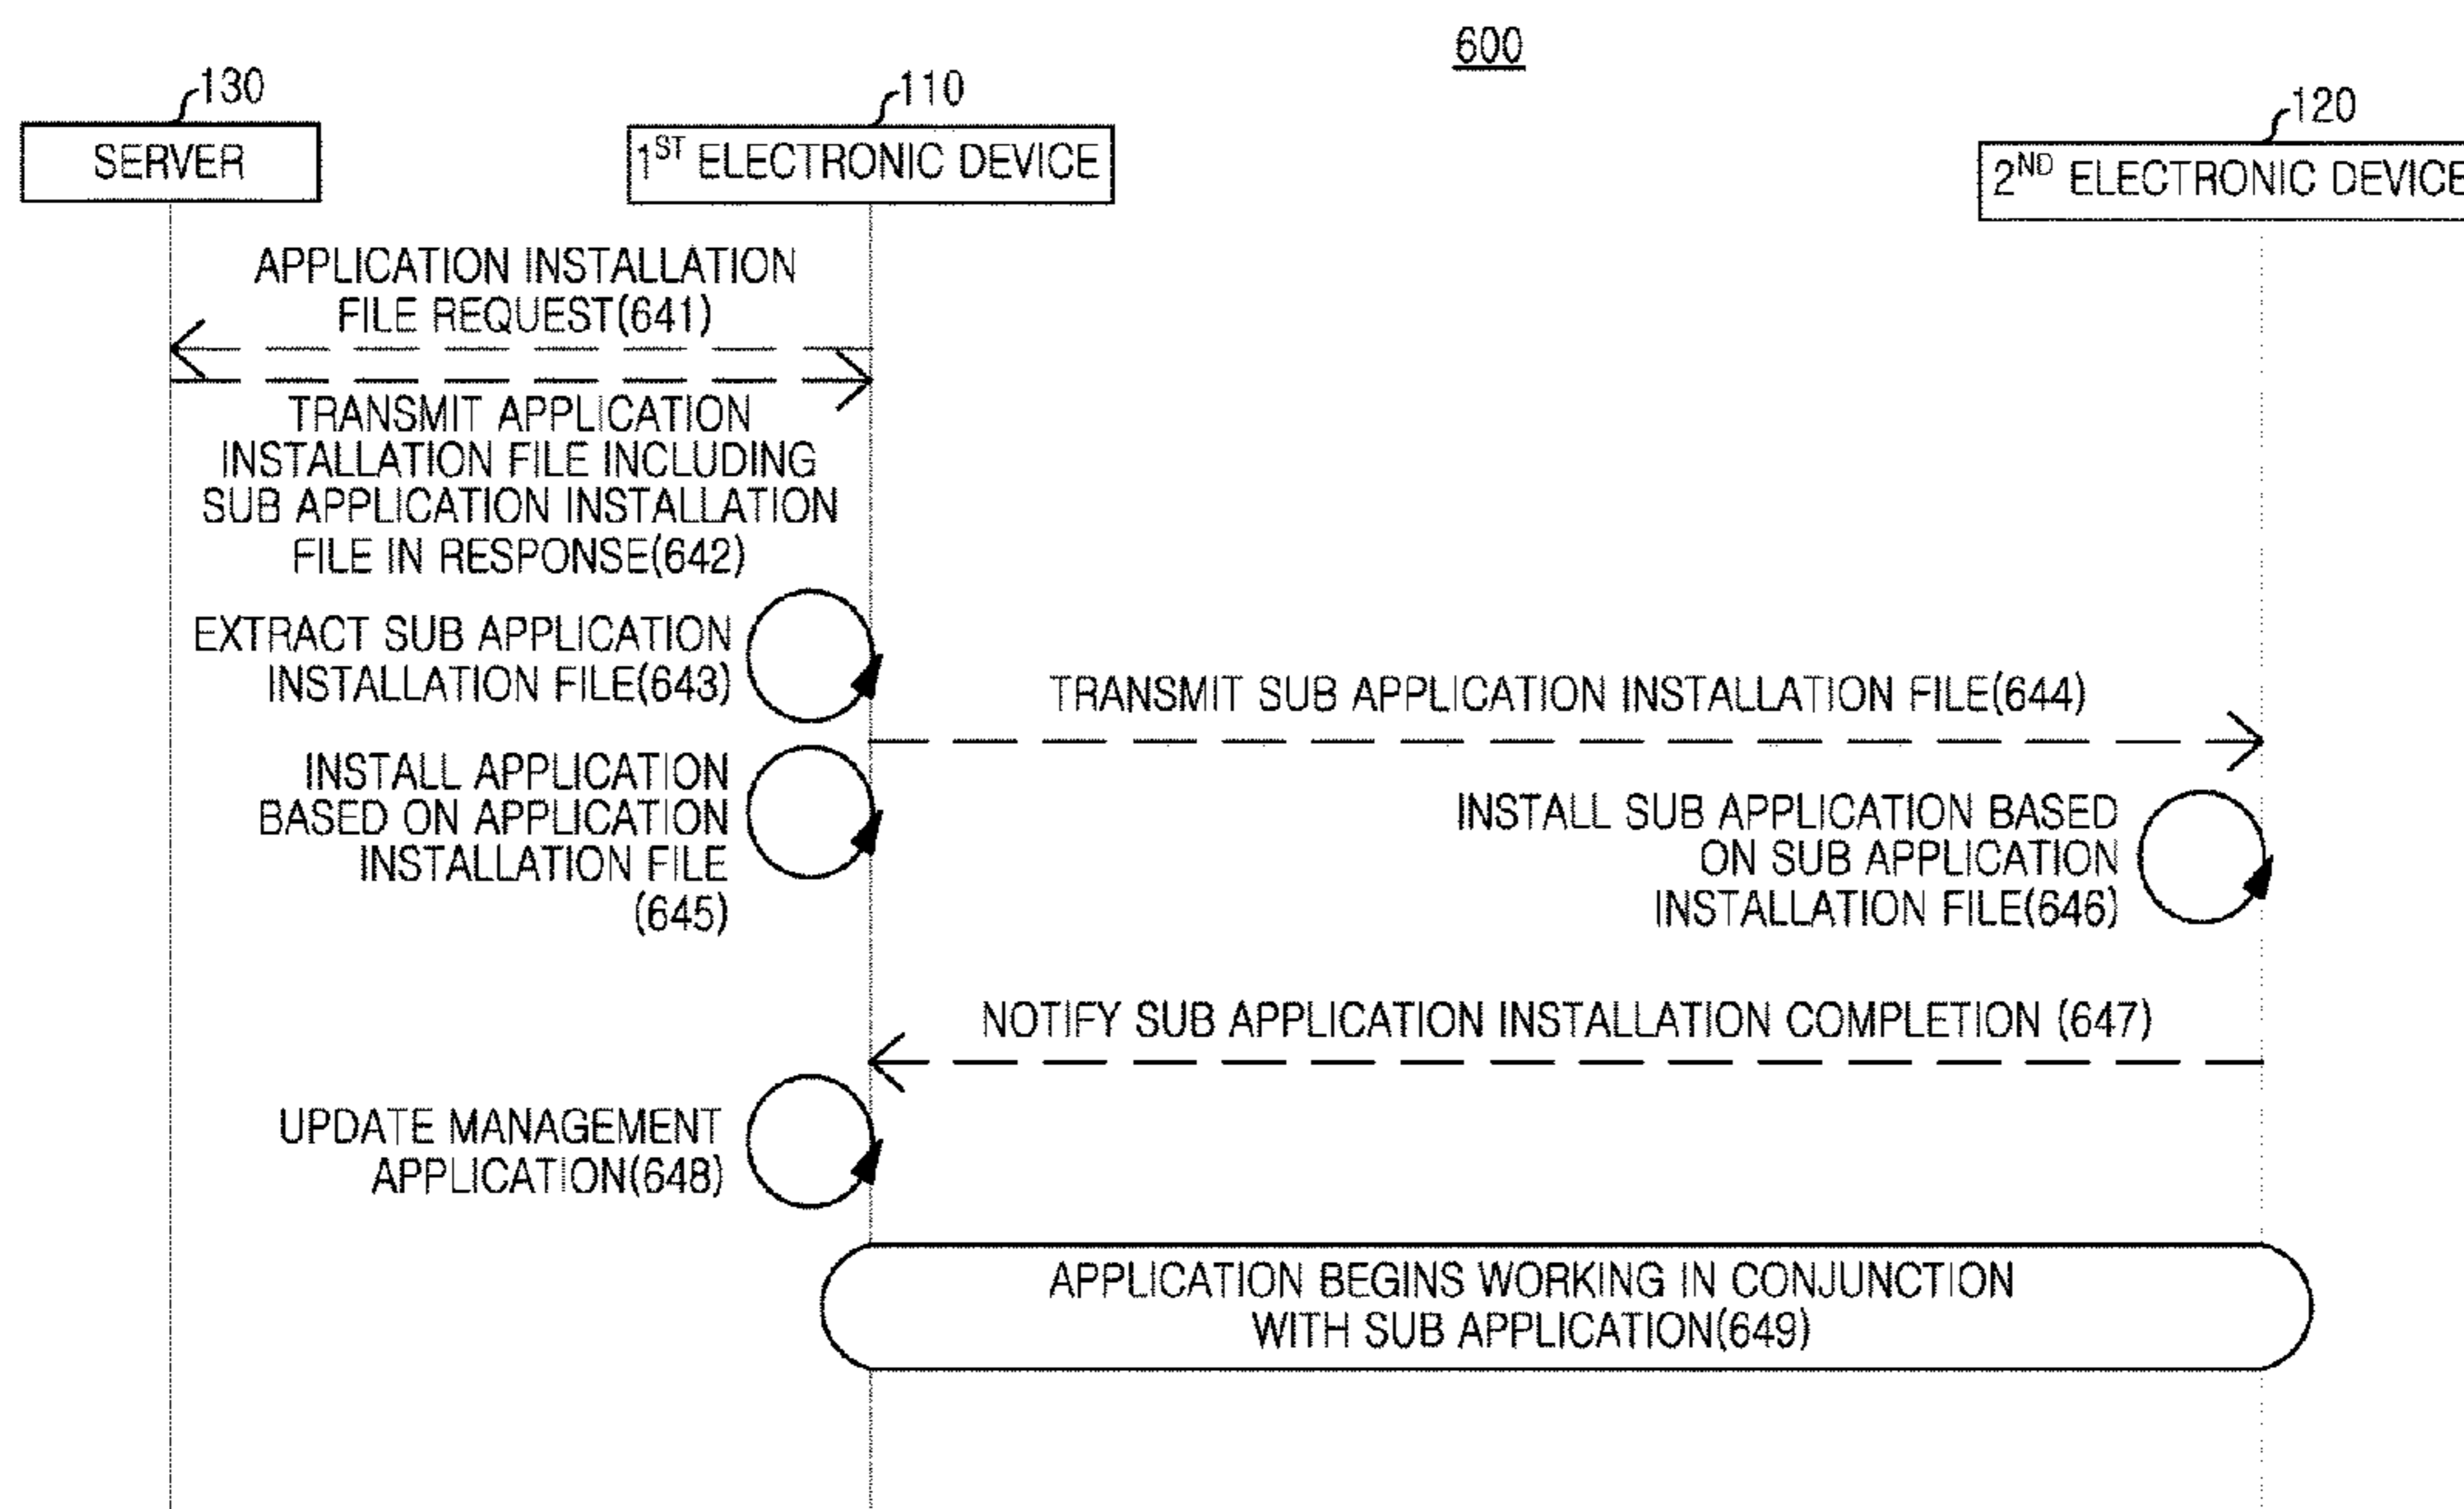 600
130
110
120
SERVER
1ST ELECTRONIC DEVICE
2ND ELECTRONIC DEVICE
APPLICATION INSTALLATION
FILE REQUEST(641)
TRANSMIT APPLICATION
INSTALLATION FILE INCLUDING
SUB APPLICATION INSTALLATION
FILE IN RESPONSE(642)
EXTRACT SUB APPLICATION
INSTALLATION FILE(643)
TRANSMIT SUB APPLICATION INSTALLATION FILE(644)
INSTALL APPLICATION
BASED ON APPLICATION
INSTALLATION FILE
(645)
INSTALL SUB APPLICATION BASED
ON SUB APPLICATION
INSTALLATION FILE(646)
NOTIFY SUB APPLICATION INSTALLATION COMPLETION (647)
UPDATE MANAGEMENT
APPLICATION(648)
APPLICATION BEGINS WORKING IN CONJUNCTION
WITH SUB APPLICATION(649)